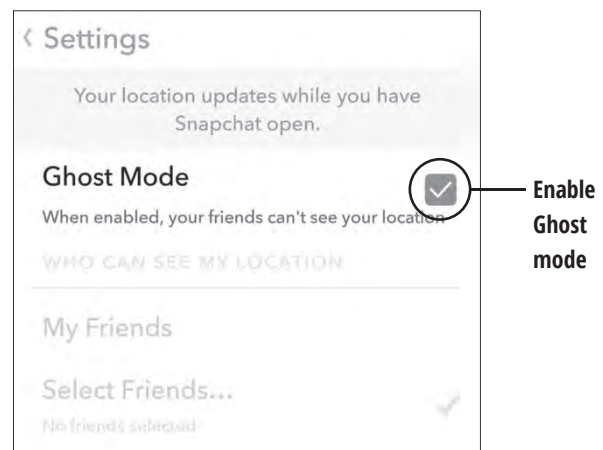 Settings
Your location updates while you have
Snapchat open.
Ghost Mode
When enabled, your friends can't see your location
WHO CAN SEE MY LOCATION
My Friends
Select Friends...
No friends selected
Enable
Ghost
mode